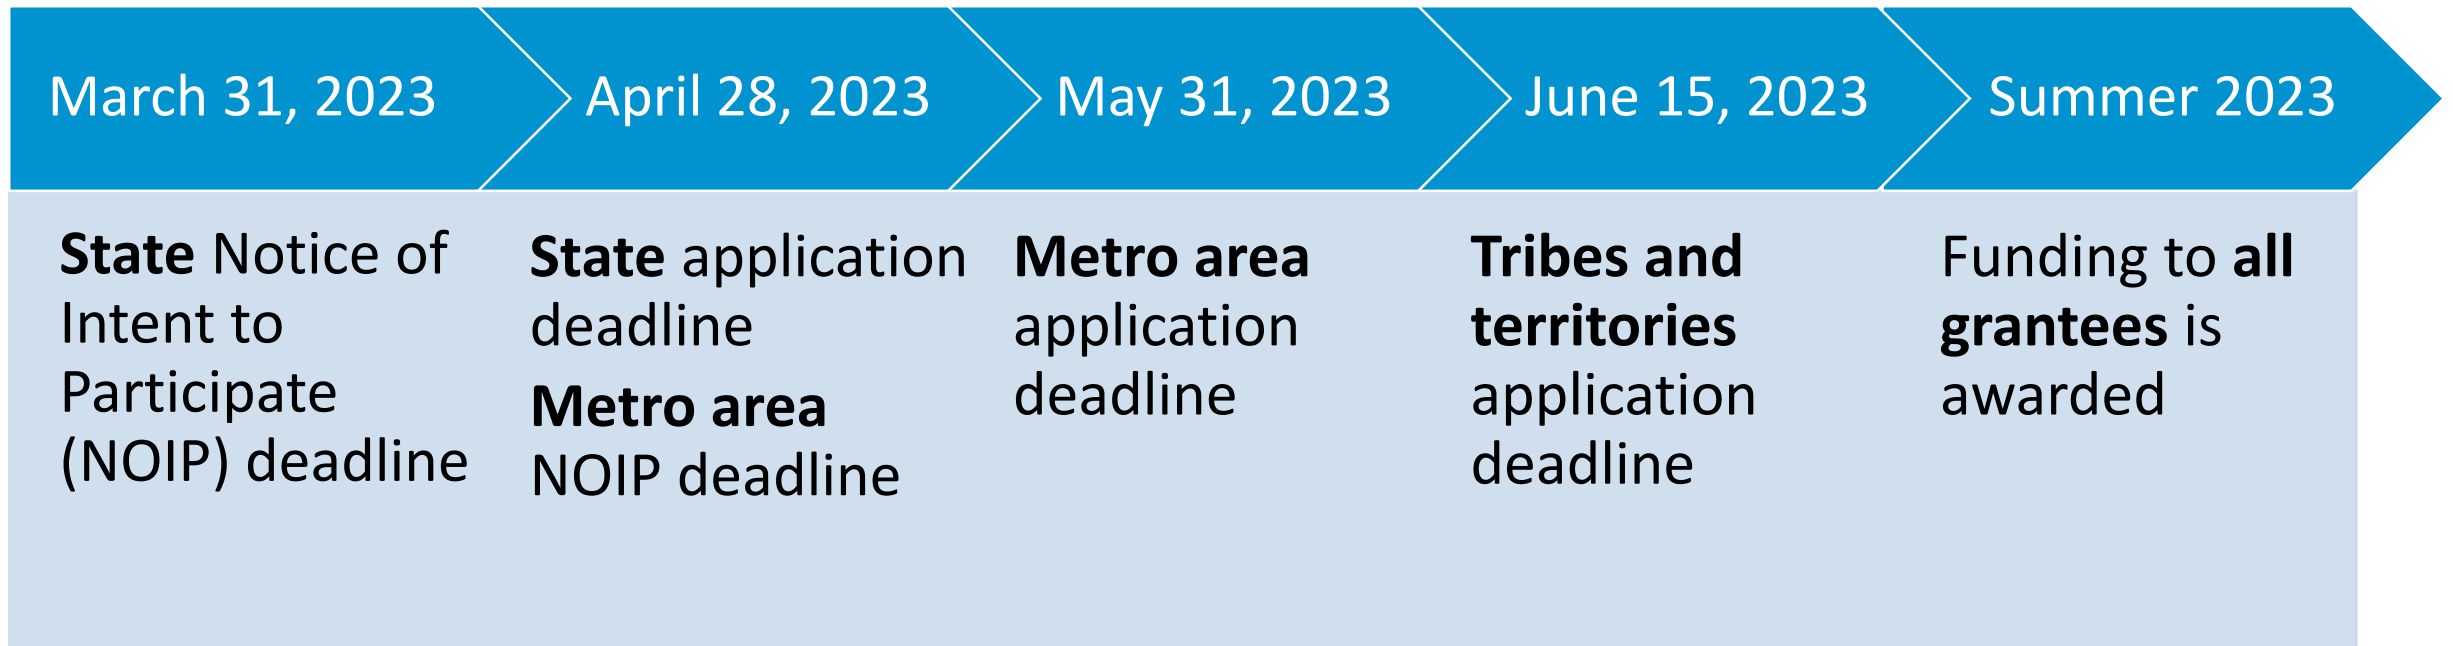 March 31, 2023
April 28, 2023
May 31, 2023
June 15, 2023
Summer 2023
State Notice of
Intent to
Participate
(NOIP) deadline
State application
deadline
Metro area
NOIP deadline
Metro area
application
deadline
Tribes and
territories
application
deadline
Funding to all
grantees is
awarded